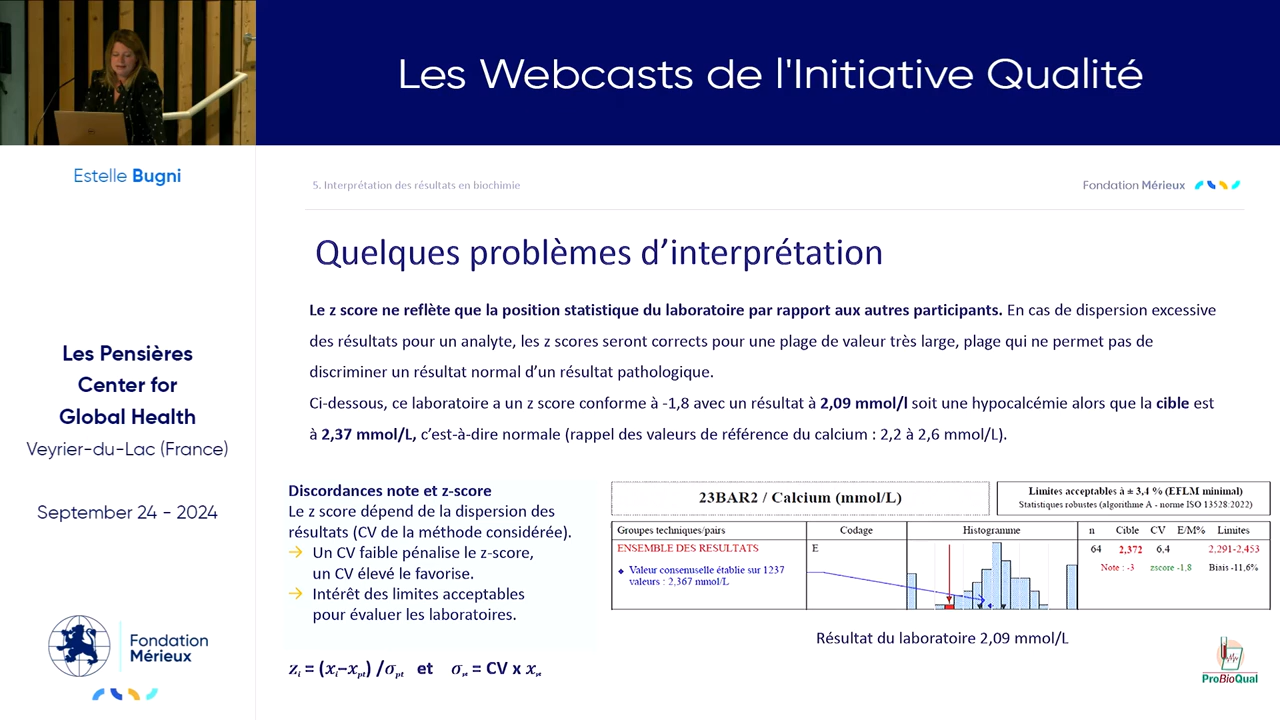 Les Webcasts de l'Initiative Qualité
Estelle Bugni
5. Interprétation des résultats en biochimie
Fondation Mérieux
Quelques problèmes d'interprétation
Le z score ne reflète que la position statistique du laboratoire par rapport aux autres participants. En cas de dispersion excessive
des résultats pour un analyte, les z scores seront corrects pour une plage de valeur très large, plage qui ne permet pas de
discriminer un résultat normal d'un résultat pathologique.
Ci-dessous, ce laboratoire a un z score conforme à -1,8 avec un résultat à 2,09 mmol/l soit une hypocalcémie alors que la cible est
à 2,37 mmol/L, c'est-à-dire normale (rappel des valeurs de référence du calcium : 2,2 à 2,6 mmol/L).
Les Pensières
Center for
Global Health
Veyrier-du-Lac (France)
September 24 - 2024
Fondation
Mérieux
Discordances note et z-score
Le z score dépend de la dispersion des
résultats (CV de la méthode considérée).
→ Un CV faible pénalise le z-score,
un CV élevé le favorise.
→ Intérêt des limites acceptables
pour évaluer les laboratoires.
zi = (xi–xpt) /σpt et σpt = CV x xpt
23BAR2 / Calcium (mmol/L)
Limites acceptables à ± 3,4 % (EFLM minimal)
Statistiques robustes (algorithme A - norme ISO 13528:2022)
Groupes techniques/pairs Codage Histogramme n Cible CV E/M% Limites
ENSEMBLE DES RESULTATS E 64 2,372 6,4 2,291-2,453
Note : -3 zscore -1,8 Biais -11,6%
◆ Valeur consensuelle établie sur 1237
valeurs : 2,367 mmol/L
Résultat du laboratoire 2,09 mmol/L
ProBioQual